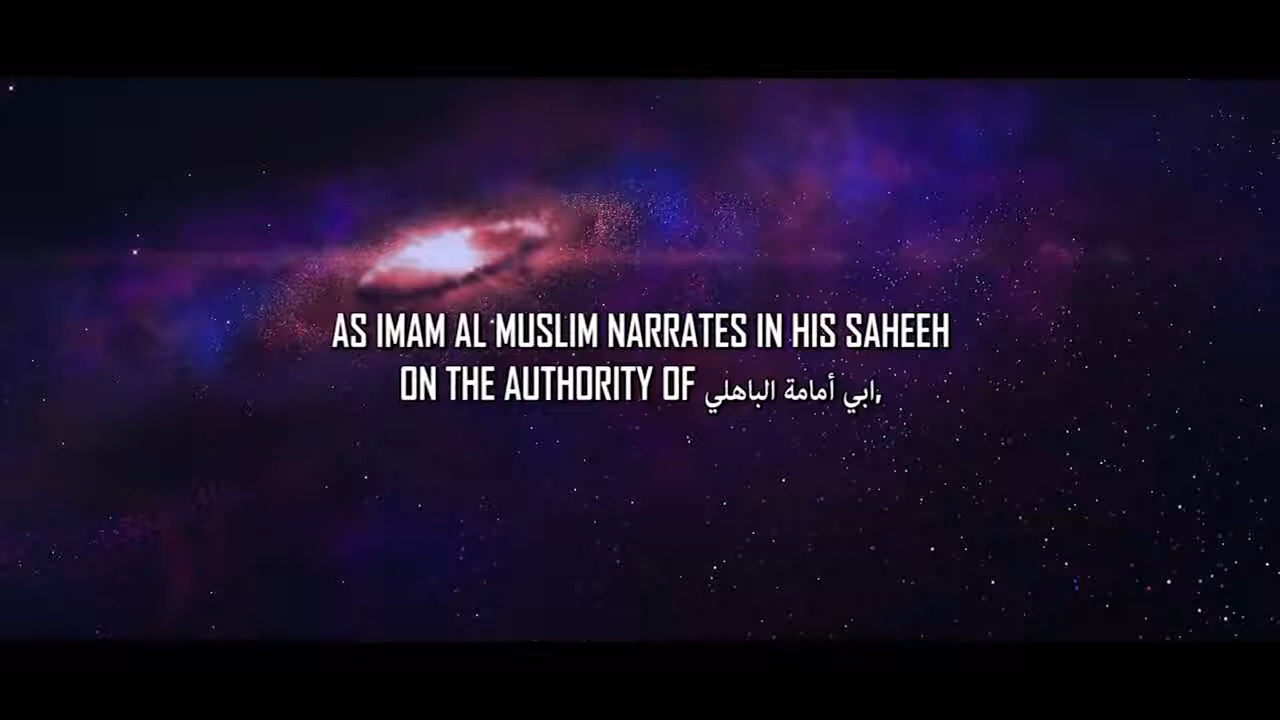 AS IMAM AL MUSLIM NARRATES IN HIS SAHEEH
ON THE AUTHORITY OF ابي أمامة الباهلي,